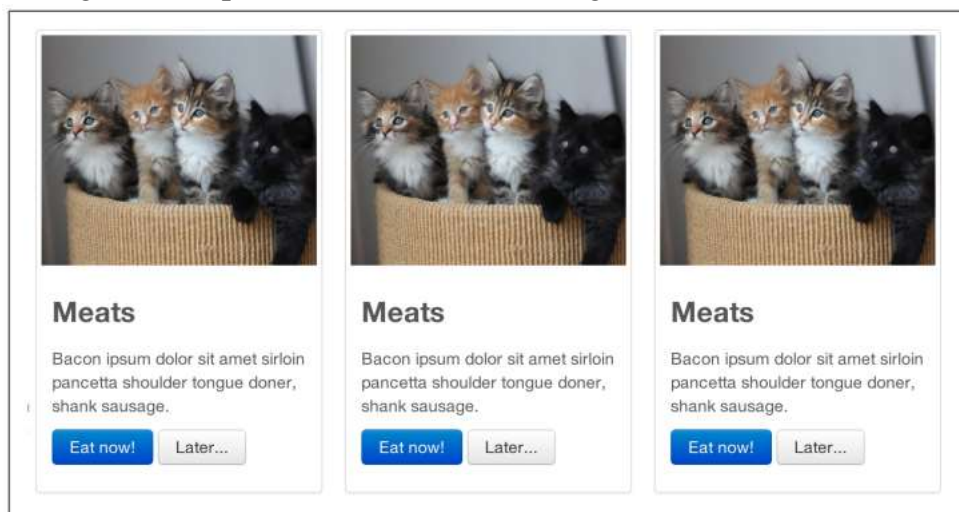 Meats
Bacon ipsum dolor sit amet sirloin
pancetta shoulder tongue doner,
shank sausage.
Eat now! Later...
Meats
Bacon ipsum dolor sit amet sirloin
pancetta shoulder tongue doner,
shank sausage.
Eat now! Later...
Meats
Bacon ipsum dolor sit amet sirloin
pancetta shoulder tongue doner,
shank sausage.
Eat now! Later...